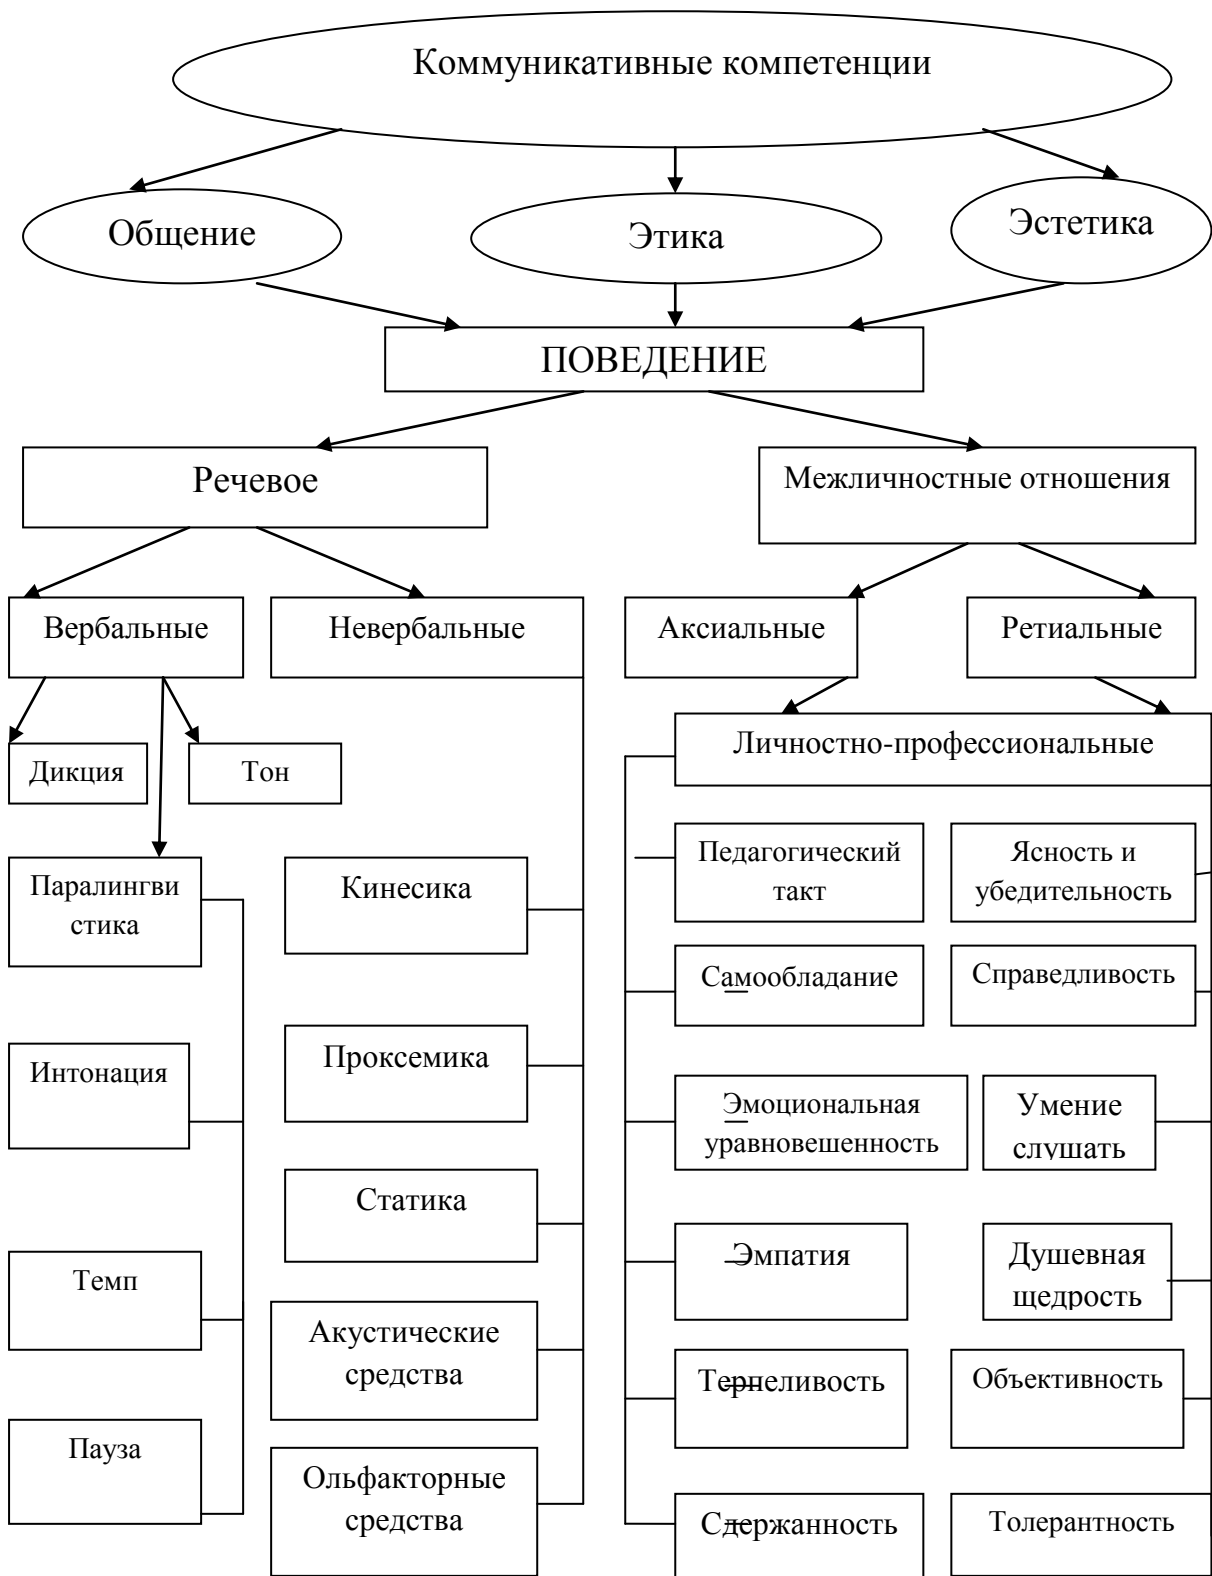 Коммуникативные компетенции
Общение
Этика
Эстетика
ПОВЕДЕНИЕ
Речевое
Межличностные отношения
Вербальные
Невербальные
Аксиальные
Ретиальные
Дикция
Тон
Личностно-профессиональные
Паралингви
стика
Кинесика
Педагогический
такт
Ясность и
убедительность
Самообладание
Справедливость
Интонация
Проксемика
Эмоциональная
уравновешенность
Умение
слушать
Статика
Темп
Эмпатия
Душевная
щедрость
Акустические
средства
Терпеливость
Объективность
Пауза
Ольфакторные
средства
Сдержанность
Толерантность